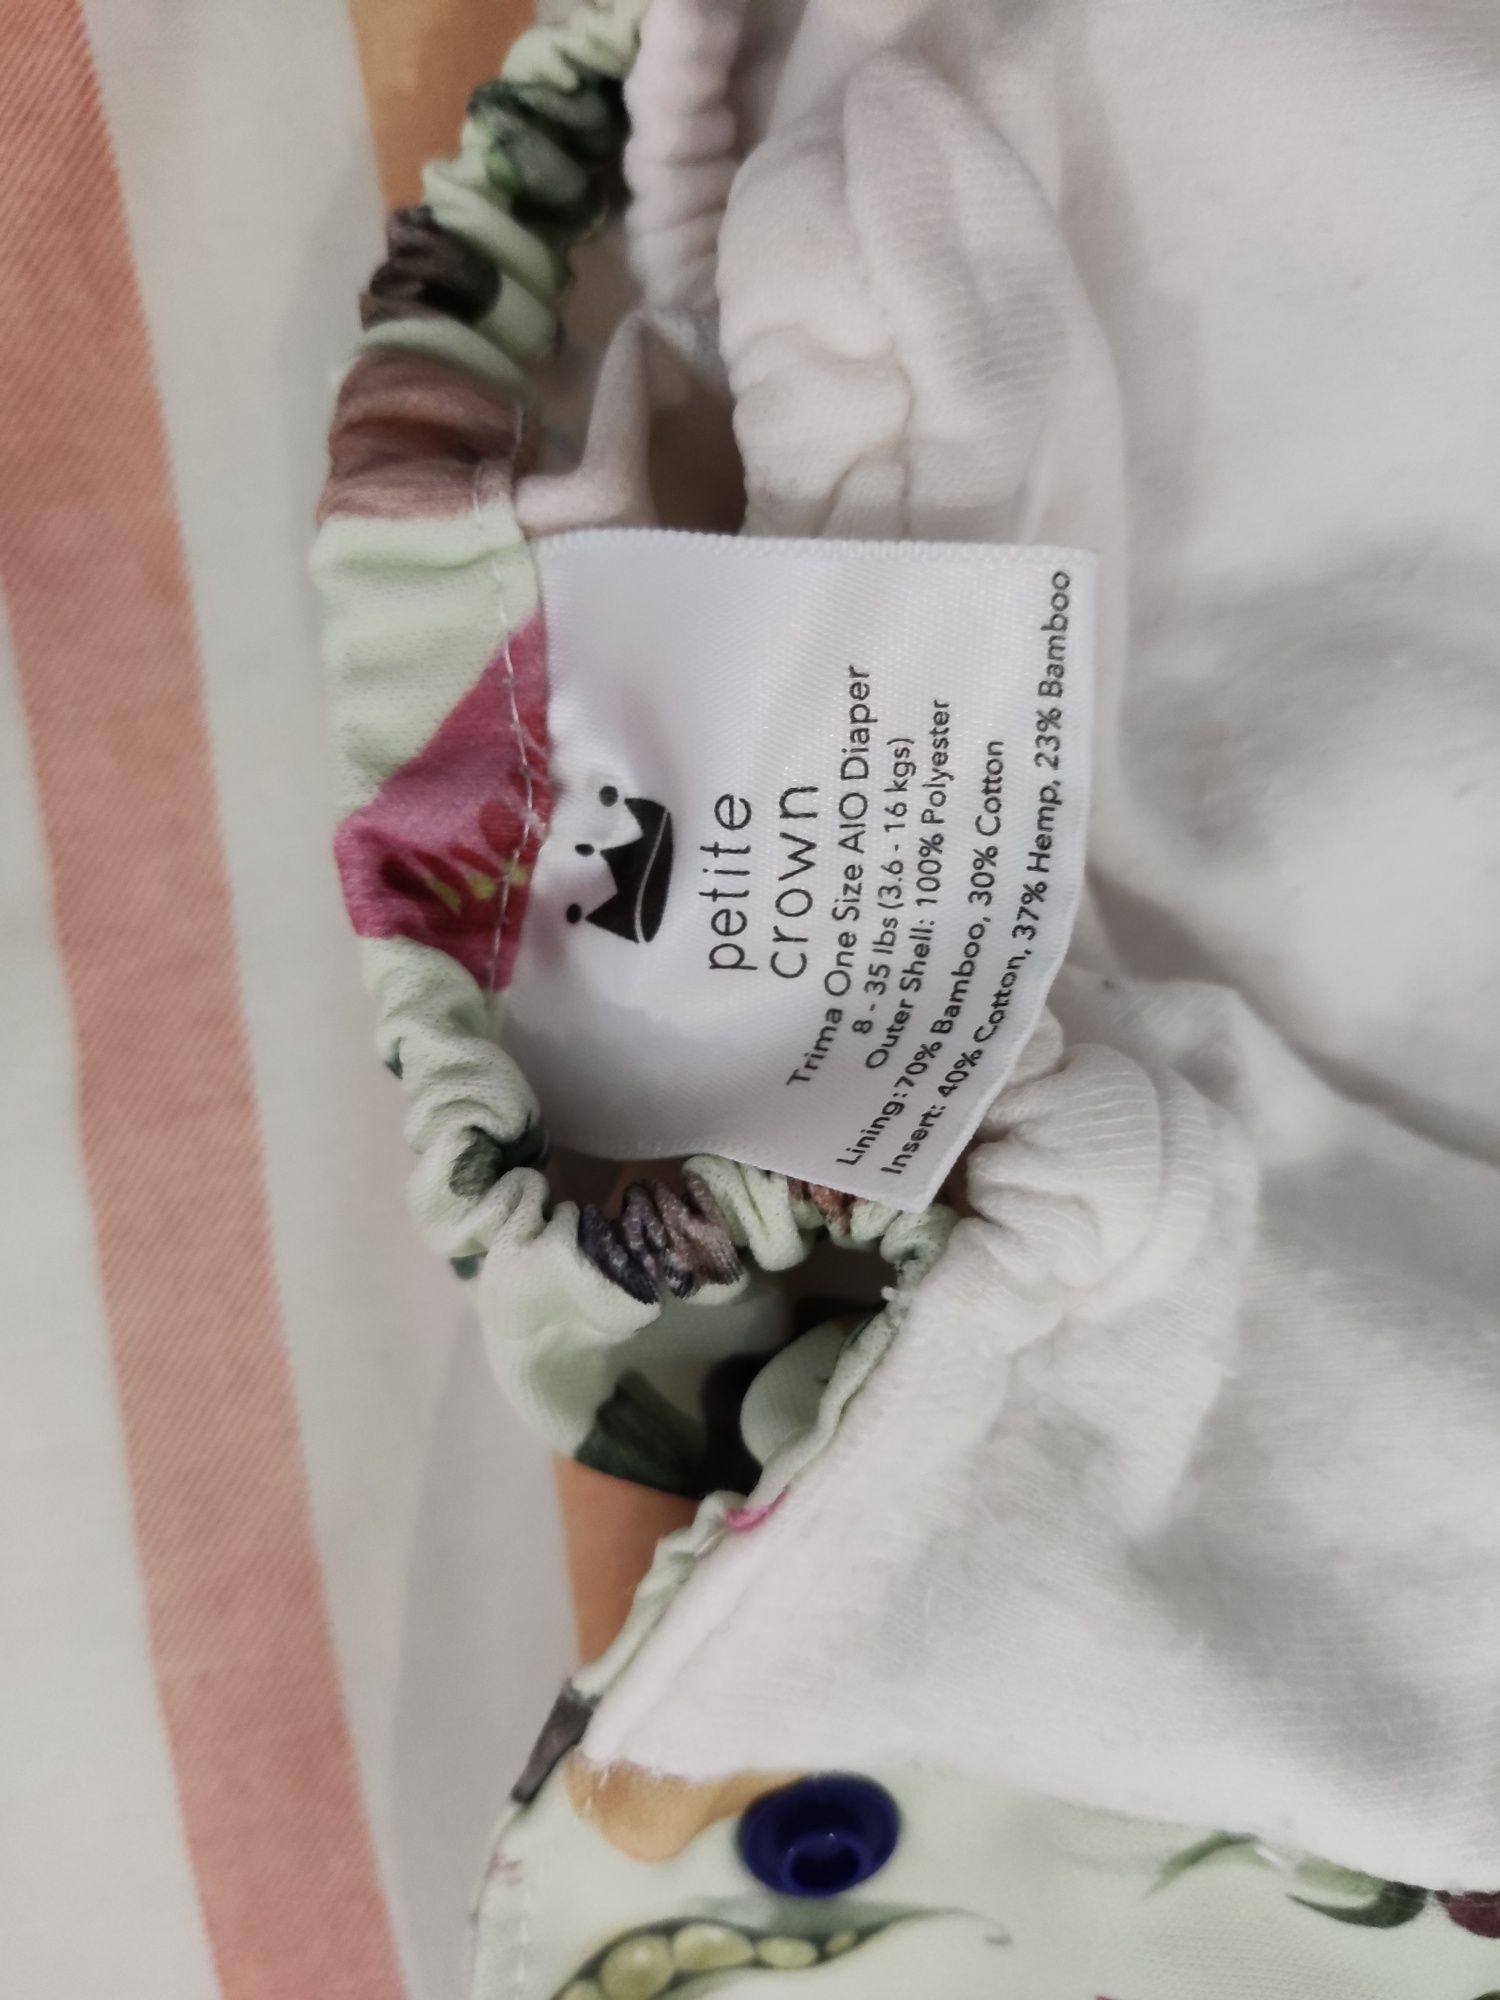 petite
crown
Trima One Size AIO Diaper
8 - 35 lbs (3.6 - 16 kgs)
Outer Shell: 100% Polyester
Lining:70% Bamboo, 30% Cotton
Insert: 40% Cotton, 37% Hemp, 23% Bamboo